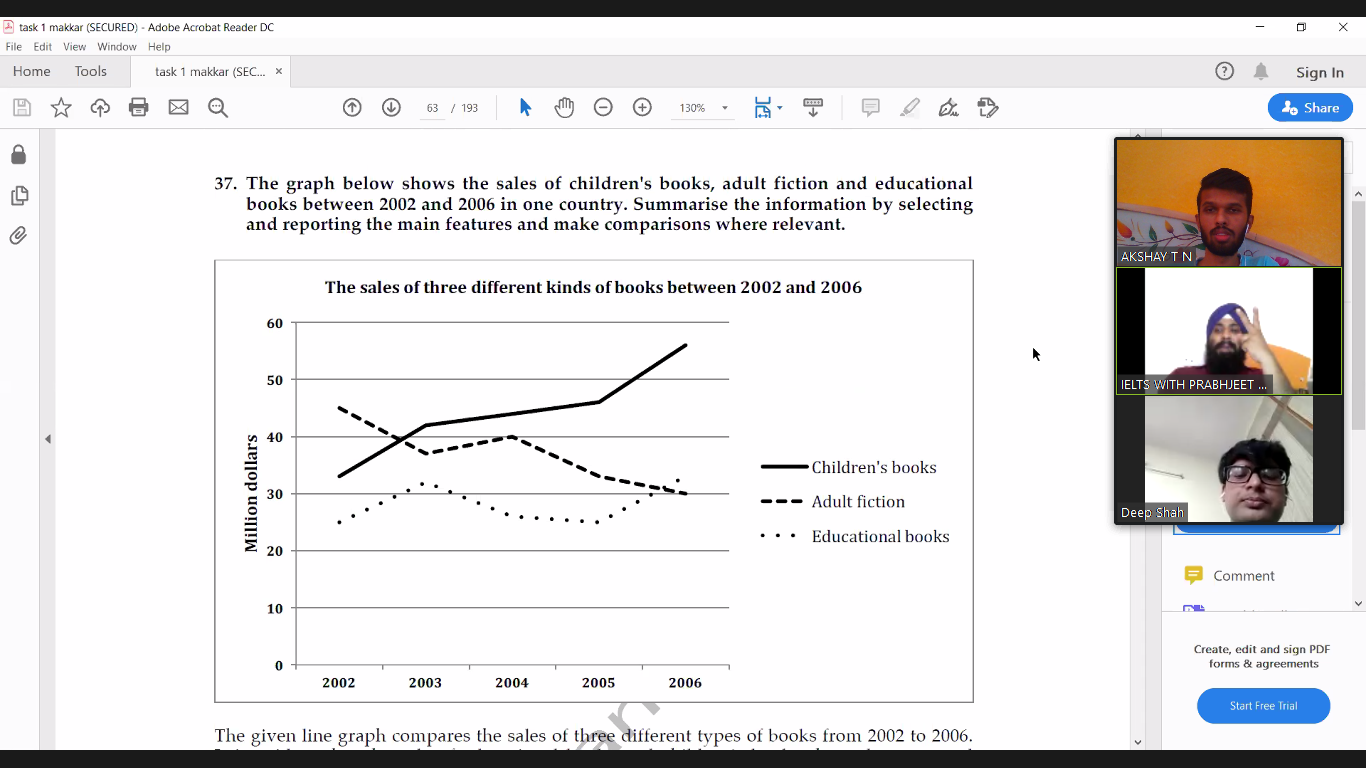 task 1 makkar (SECURED) - Adobe Acrobat Reader DC
File Edit View Window Help
Home Tools task 1 makkar (SEC... ×
Sign In
63 / 193 130%
Share
37. The graph below shows the sales of children's books, adult fiction and educational
books between 2002 and 2006 in one country. Summarise the information by selecting
and reporting the main features and make comparisons where relevant.
The sales of three different kinds of books between 2002 and 2006
Million dollars
60
50
40
30
20
10
0
2002 2003 2004 2005 2006
Children's books
Adult fiction
Educational books
The given line graph compares the sales of three different types of books from 2002 to 2006.
AKSHAY T N
IELTS WITH PRABHJEET ...
Deep Shah
Comment
Create, edit and sign PDF
forms & agreements
Start Free Trial